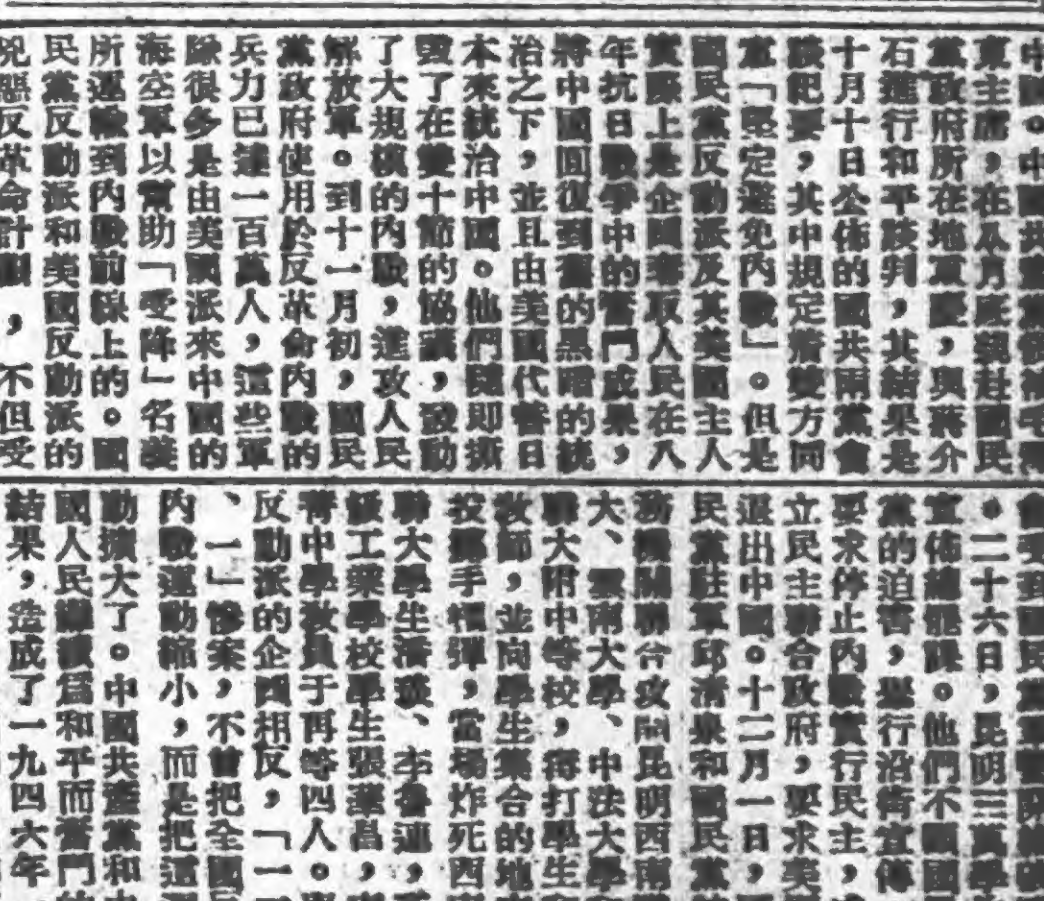 中國。中國共產黨毛澤
東主席，在八月底親赴國民
黨政府所在地重慶，與蔣介
石進行和平談判，其結果是
十月十日公佈的國共兩黨會
談紀要，其中規定着雙方同
「堅定避免內戰」。但是
國民黨反動派及其美國主人
實際上是企圖奪取人民在八
年抗日戰爭中的奮鬥成果，
將中國回復到舊的黑暗的統
治之下，並且由美國代替日
本來統治中國。他們隨即撕
毀了在雙十節的協議，發動
了大規模的內戰，進攻人民
解放軍。到十一月初，國民
黨政府使用於反革命內戰的
兵力已達一百萬人，這些軍
隊很多是由美國派來中國的
海空軍以幫助「受降」名義
所運輸到內戰前線上的。國
民黨反動派和美國反動派的
兇惡反革命計劃，不但受
國民黨
。二十六日，昆明三萬學
宣佈總罷課。他們不顧國
黨的迫害，舉行沿街宣傳
要求停止內戰實行民主，
立民主聯合政府，要求美
退出中國。十二月一日，
民黨駐軍邱清泉和國民黨
務機關聯合攻向昆明西南
大、雲南大學、中法大學
聯大附中等校，毒打學生
教師，並向學生集合的地
投擲手榴彈，當場炸死西
聯大學生潘琰、李魯連，
工業學校學生張華昌，
菁中學教員于再等四人。
反動派的企圖相反，「一
、一」慘案，不曾把全國
內戰運動縮小，而是把這
動擴大了。中國共產黨和
國人民繼續爲和平而奮鬥
結果，造成了一九四六年